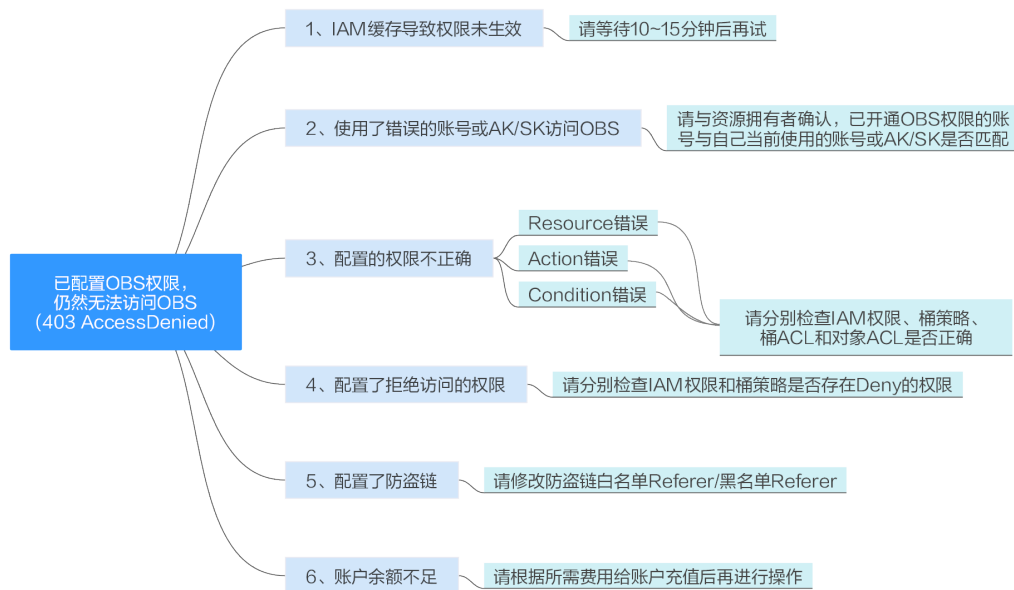 1、IAM缓存导致权限未生效
请等待10~15分钟后再试
2、使用了错误的账号或AK/SK访问OBS
请与资源拥有者确认，已开通OBS权限的账
号与自己当前使用的账号或AK/SK是否匹配
已配置OBS权限，
仍然无法访问OBS
（403 AccessDenied）
3、配置的权限不正确
Resource错误
Action错误
Condition错误
请分别检查IAM权限、桶策略、
桶ACL和对象ACL是否正确
4、配置了拒绝访问的权限
请分别检查IAM权限和桶策略是否存在Deny的权限
5、配置了防盗链
请修改防盗链白名单Referer/黑名单Referer
6、账户余额不足
请根据所需费用给账户充值后再进行操作